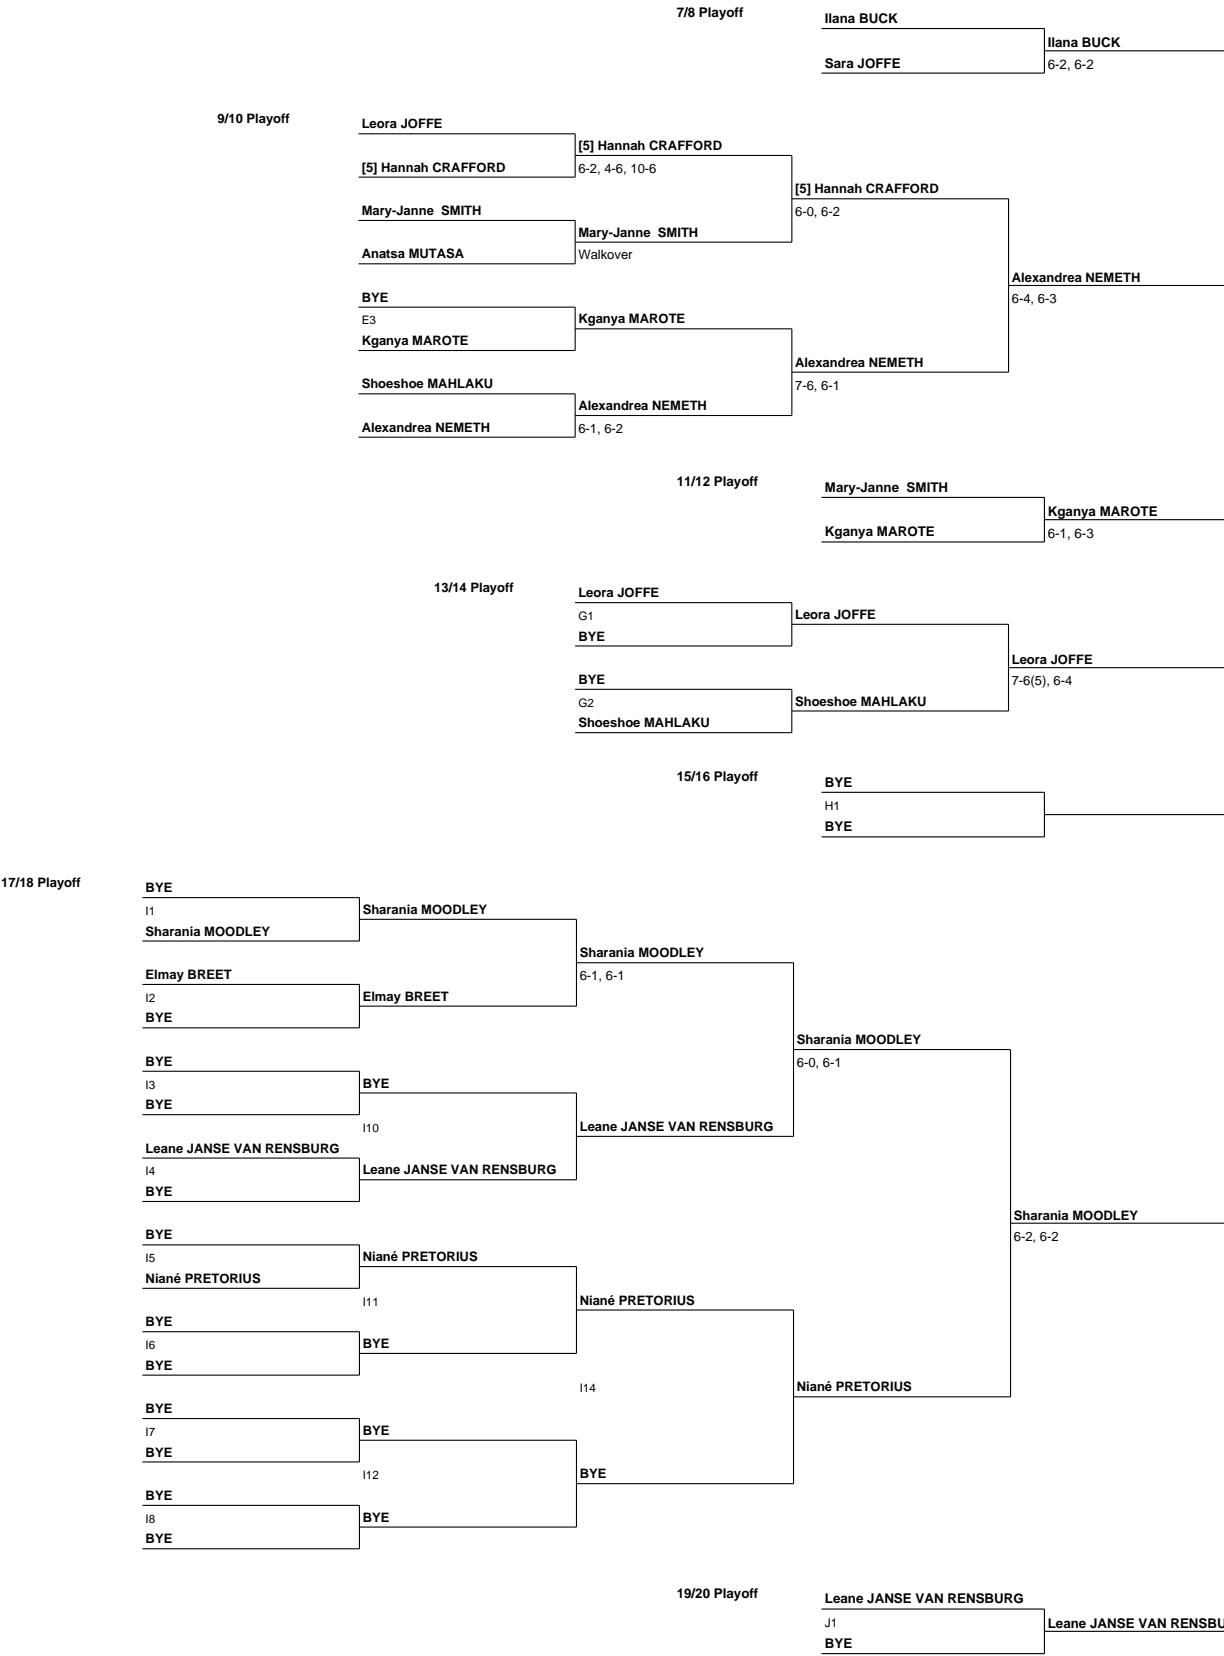 7/8 Playoff
Ilana BUCK
Ilana BUCK
Sara JOFFE
6-2, 6-2
9/10 Playoff
Leora JOFFE
[5] Hannah CRAFFORD
[5] Hannah CRAFFORD
6-2, 4-6, 10-6
[5] Hannah CRAFFORD
6-0, 6-2
Mary-Janne SMITH
Mary-Janne SMITH
Anatsa MUTASA
Walkover
Alexandrea NEMETH
6-4, 6-3
BYE
E3
Kganya MAROTE
Kganya MAROTE
Alexandrea NEMETH
7-6, 6-1
Shoeshoe MAHLAKU
Alexandrea NEMETH
Alexandrea NEMETH
6-1, 6-2
11/12 Playoff
Mary-Janne SMITH
Kganya MAROTE
Kganya MAROTE
6-1, 6-3
13/14 Playoff
Leora JOFFE
G1
Leora JOFFE
BYE
Leora JOFFE
7-6(5), 6-4
BYE
G2
Shoeshoe MAHLAKU
Shoeshoe MAHLAKU
15/16 Playoff
BYE
H1
BYE
17/18 Playoff
BYE
I1
Sharania MOODLEY
Sharania MOODLEY
Sharania MOODLEY
6-1, 6-1
Elmay BREET
I2
Elmay BREET
BYE
Sharania MOODLEY
6-0, 6-1
BYE
I3
BYE
BYE
I10
Leane JANSE VAN RENSBURG
Leane JANSE VAN RENSBURG
I4
Leane JANSE VAN RENSBURG
BYE
Sharania MOODLEY
6-2, 6-2
BYE
I5
Niané PRETORIUS
Niané PRETORIUS
I11
Niané PRETORIUS
BYE
I6
BYE
BYE
I14
Niané PRETORIUS
BYE
I7
BYE
BYE
I12
BYE
BYE
I8
BYE
BYE
19/20 Playoff
Leane JANSE VAN RENSBURG
J1
Leane JANSE VAN RENSBU
BYE